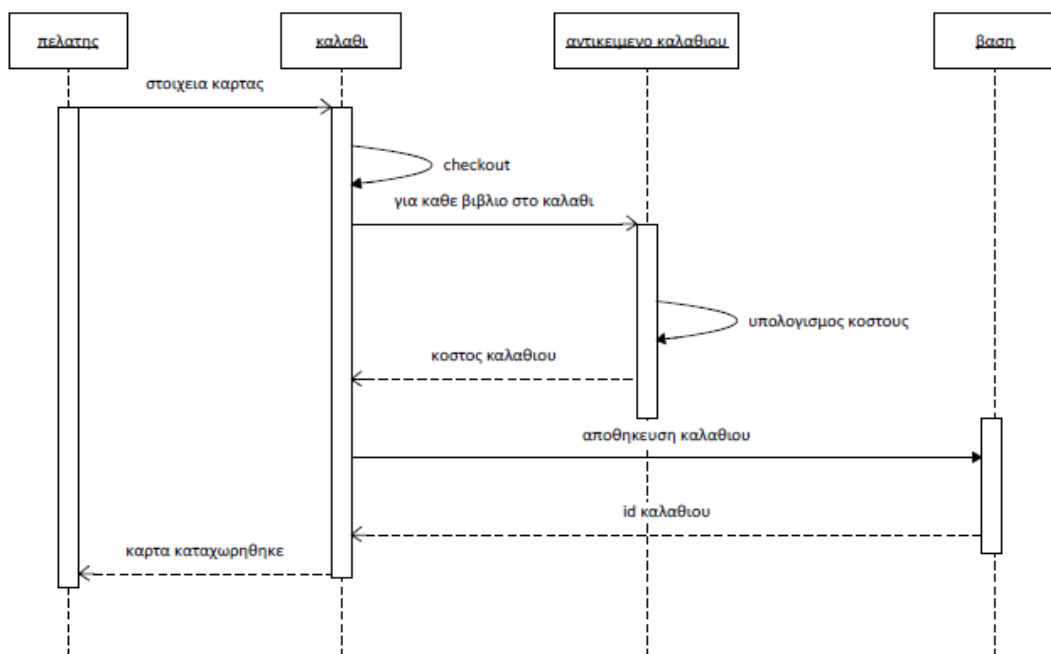 πελατης
καλαθι
αντικειμενο καλαθιου
βαση
στοιχεια καρτας
checkout
για καθε βιβλιο στο καλαθι
υπολογισμος κοστους
κοστος καλαθιου
αποθηκευση καλαθιου
id καλαθιου
καρτα καταχωρηθηκε